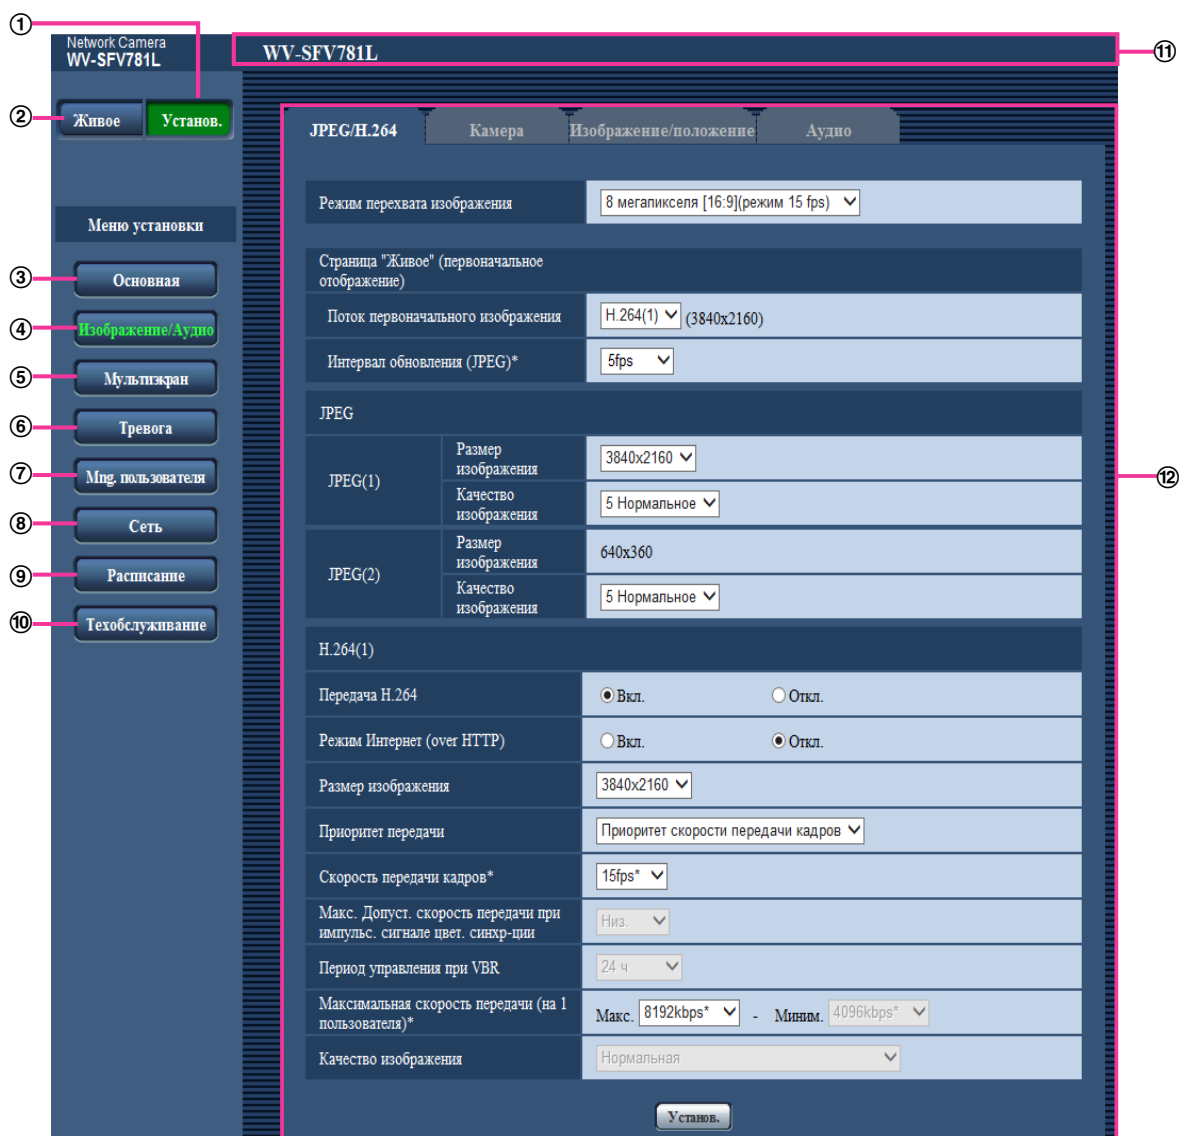 ①
Network Camera
WV-SFV781L
WV-SFV781L
⑪
②
Живое
Установ.
⑫
JPEG/H.264
Камера
Изображение/положение
Аудио
Режим перехвата изображения
8 мегапикселя [16:9](режим 15 fps)
Меню установки
③
Основная
④
Изображение/Аудио
⑤
Мультиэкран
⑥
Тревога
⑦
Mng. пользователя
⑧
Сеть
⑨
Расписание
⑩
Техобслуживание
Страница "Живое" (первоначальное
отображение)
Поток первоначального изображения
H.264(1)
(3840x2160)
Интервал обновления (JPEG)*
5fps
JPEG
JPEG(1)
Размер
изображения
3840x2160
Качество
изображения
5 Нормальное
JPEG(2)
Размер
изображения
640x360
Качество
изображения
5 Нормальное
H.264(1)
Передача H.264
Вкл.
Откл.
Режим Интернет (over HTTP)
Вкл.
Откл.
Размер изображения
3840x2160
Приоритет передачи
Приоритет скорости передачи кадров
Скорость передачи кадров*
15fps*
Макс. Допуст. скорость передачи при
импульс. сигнале цвет. синхр-ции
Низ.
Период управления при VBR
24 ч
Максимальная скорость передачи (на 1
пользователя)*
Макс. 8192kbps* - Миним. 4096kbps*
Качество изображения
Нормальная
Установ.